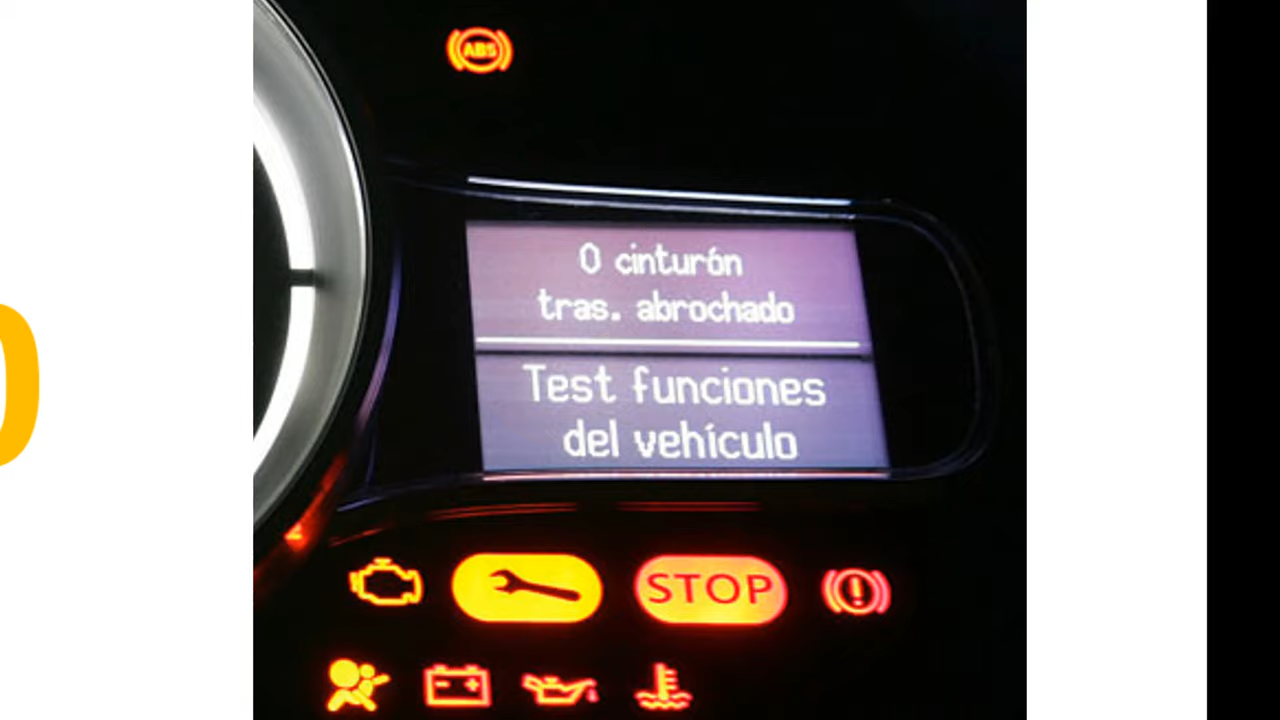 ABS
0 cinturón
tras. abrochado
Test funciones
del vehículo
STOP